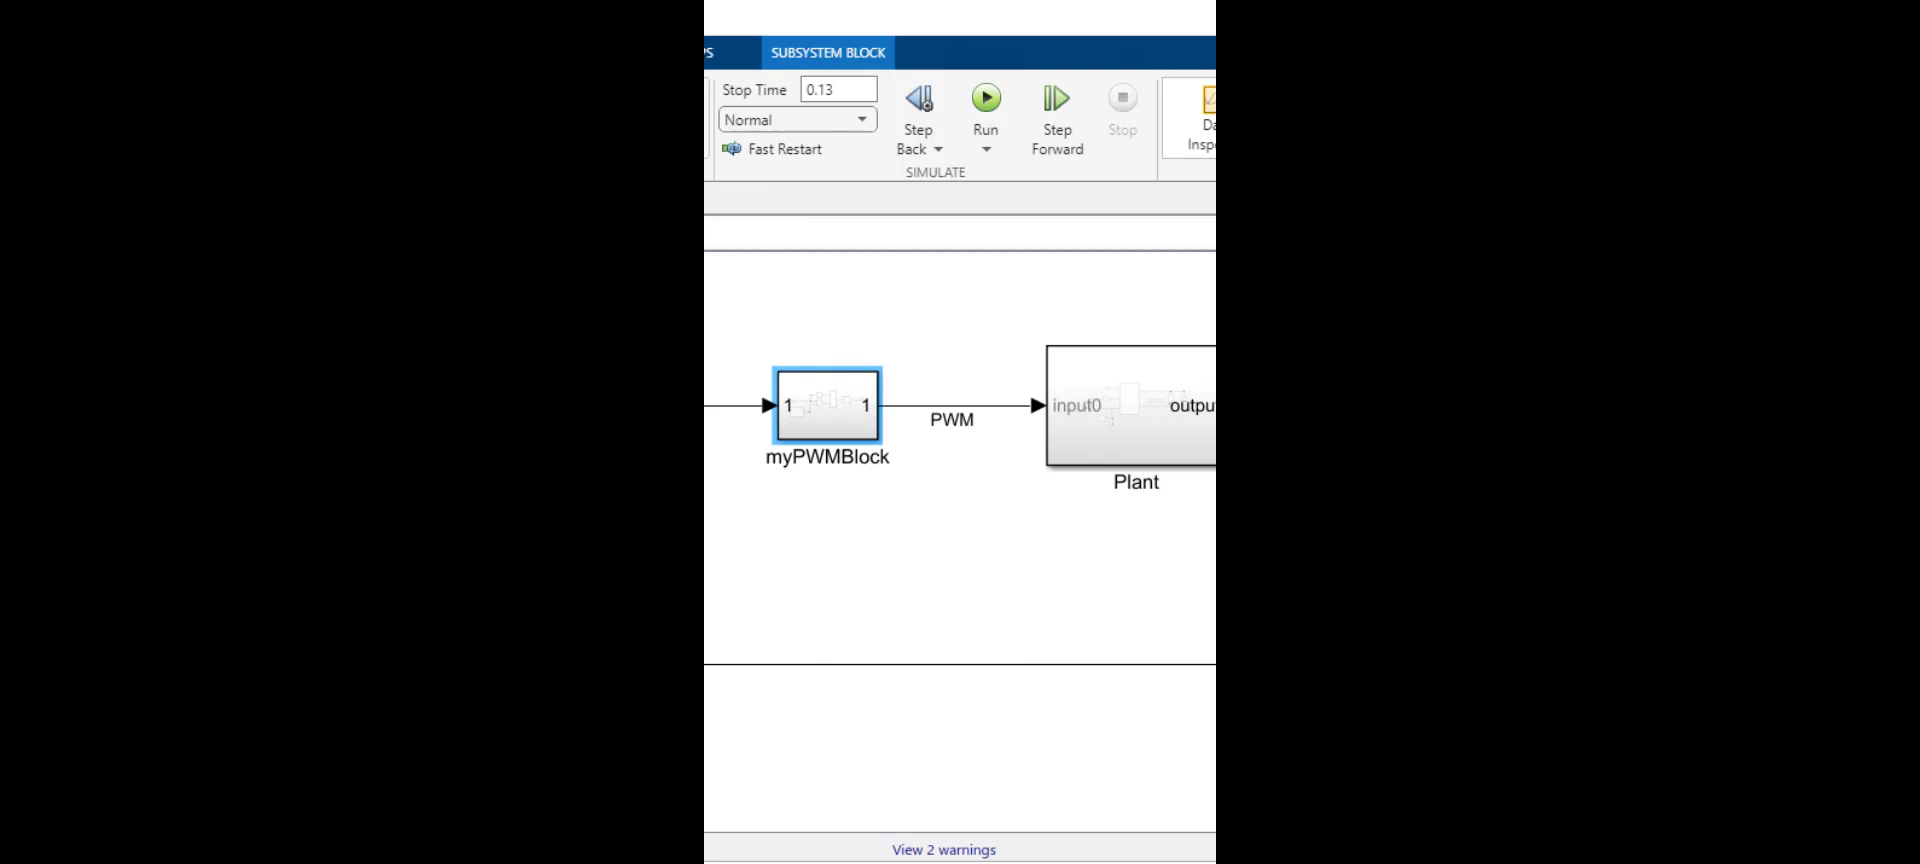 SUBSYSTEM BLOCK
Stop Time 0.13
Normal
Fast Restart
Step Back
Run
Step Forward
Stop
SIMULATE
1 1
myPWMBlock
PWM
input0
Plant
View 2 warnings